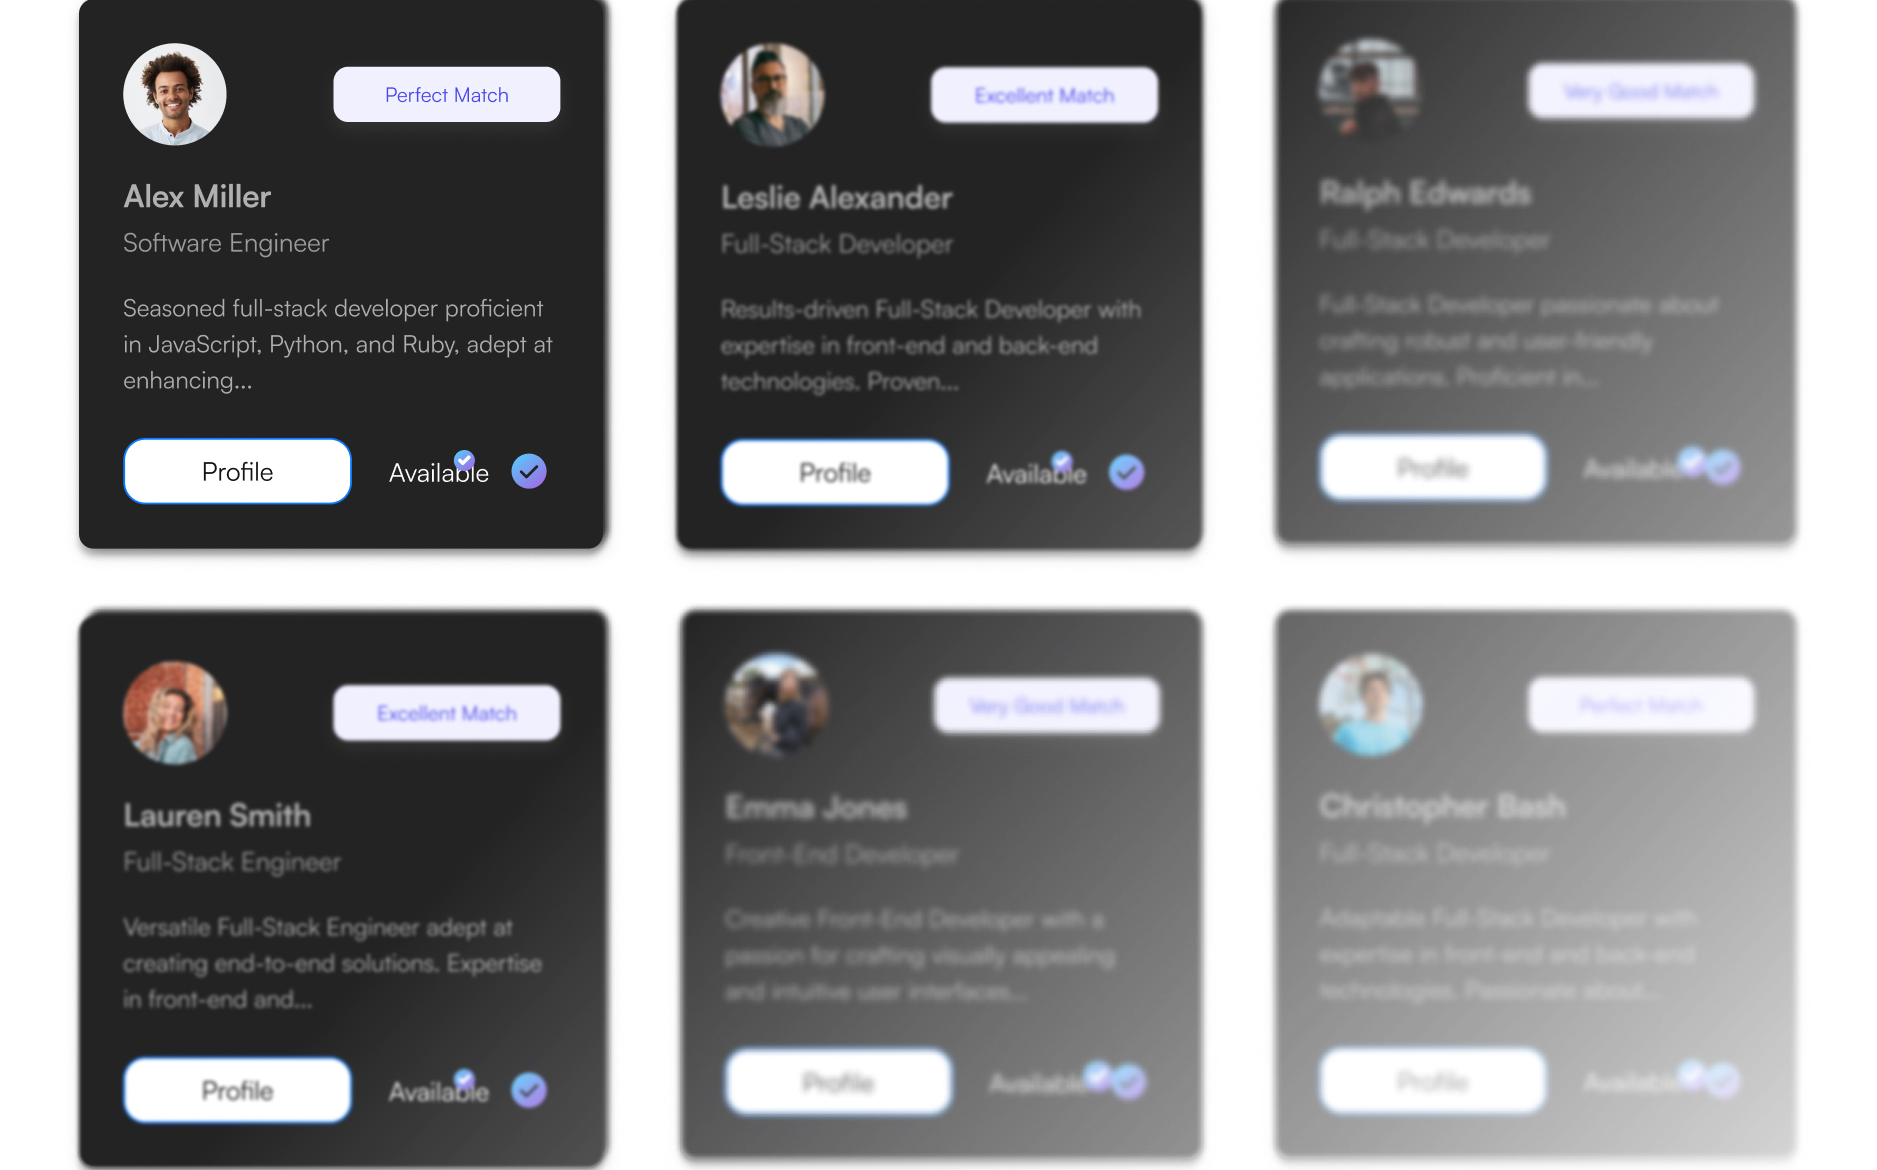 Perfect Match
Alex Miller
Software Engineer
Seasoned full-stack developer proficient
in JavaScript, Python, and Ruby, adept at
enhancing...
Profile
Available
Excellent Match
Leslie Alexander
Full-Stack Developer
Results-driven Full-Stack Developer with
expertise in front-end and back-end
technologies. Proven...
Profile
Available
Very Good Match
Ralph Edwards
Full-Stack Developer
Full-Stack Developer passionate about
crafting robust and user-friendly
applications. Proficient in...
Profile
Available
Excellent Match
Lauren Smith
Full-Stack Engineer
Versatile Full-Stack Engineer adept at
creating end-to-end solutions. Expertise
in front-end and...
Profile
Available
Very Good Match
Emma Jones
Front-End Developer
Creative Front-End Developer with a
passion for crafting visually appealing
and intuitive user interfaces...
Profile
Available
Perfect Match
Christopher Bash
Full-Stack Developer
Adaptable Full-Stack Developer with
expertise in front-end and back-end
technologies. Passionate about...
Profile
Available